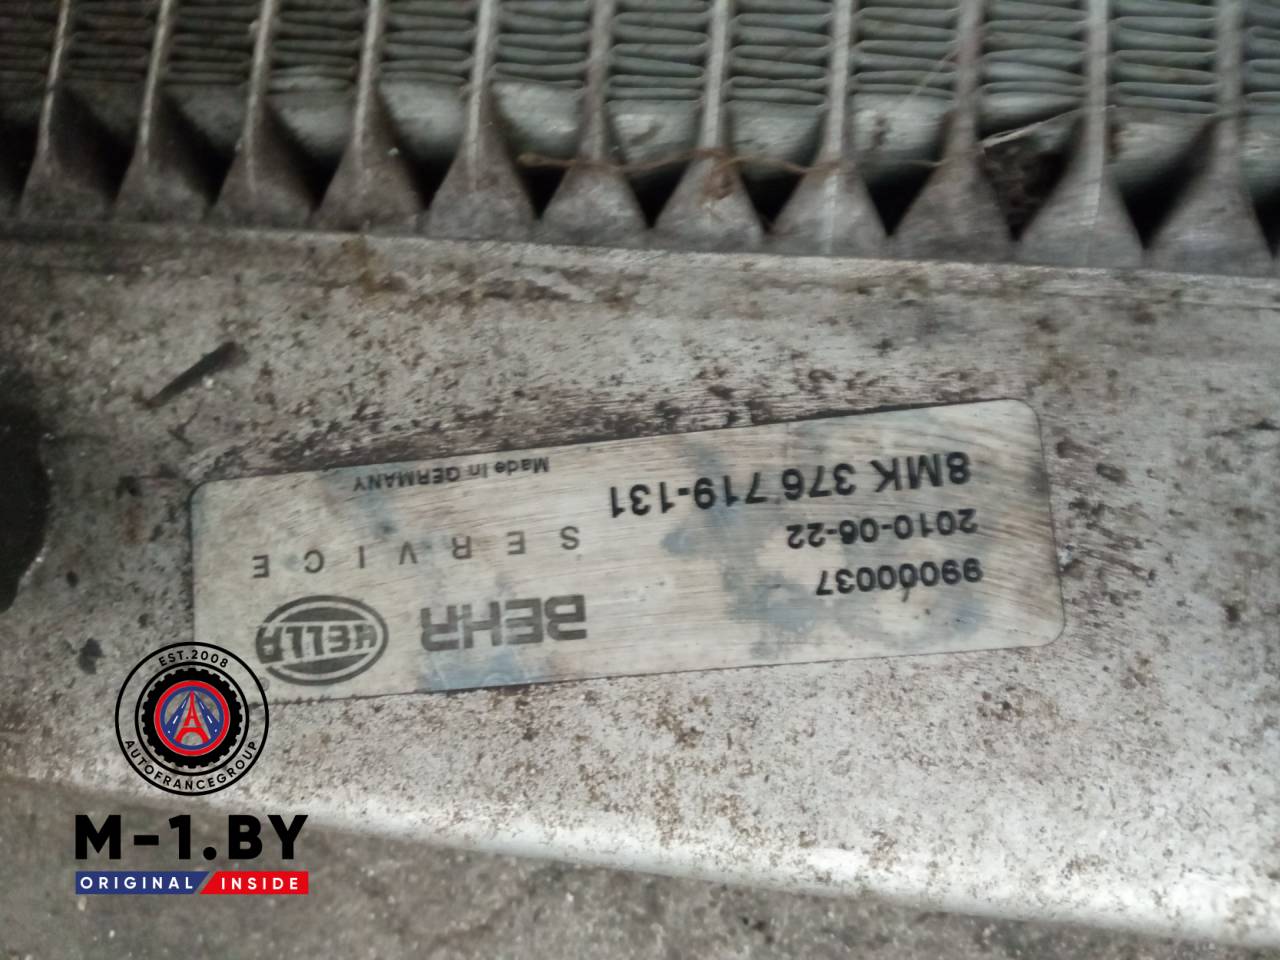 99000037
2010-06-22
8MK 376 719-131
BEHR HELLA
SERVICE
Made in GERMANY
EST.2008
AUTOFRANCEGROUP
M-1.BY
ORIGINAL INSIDE